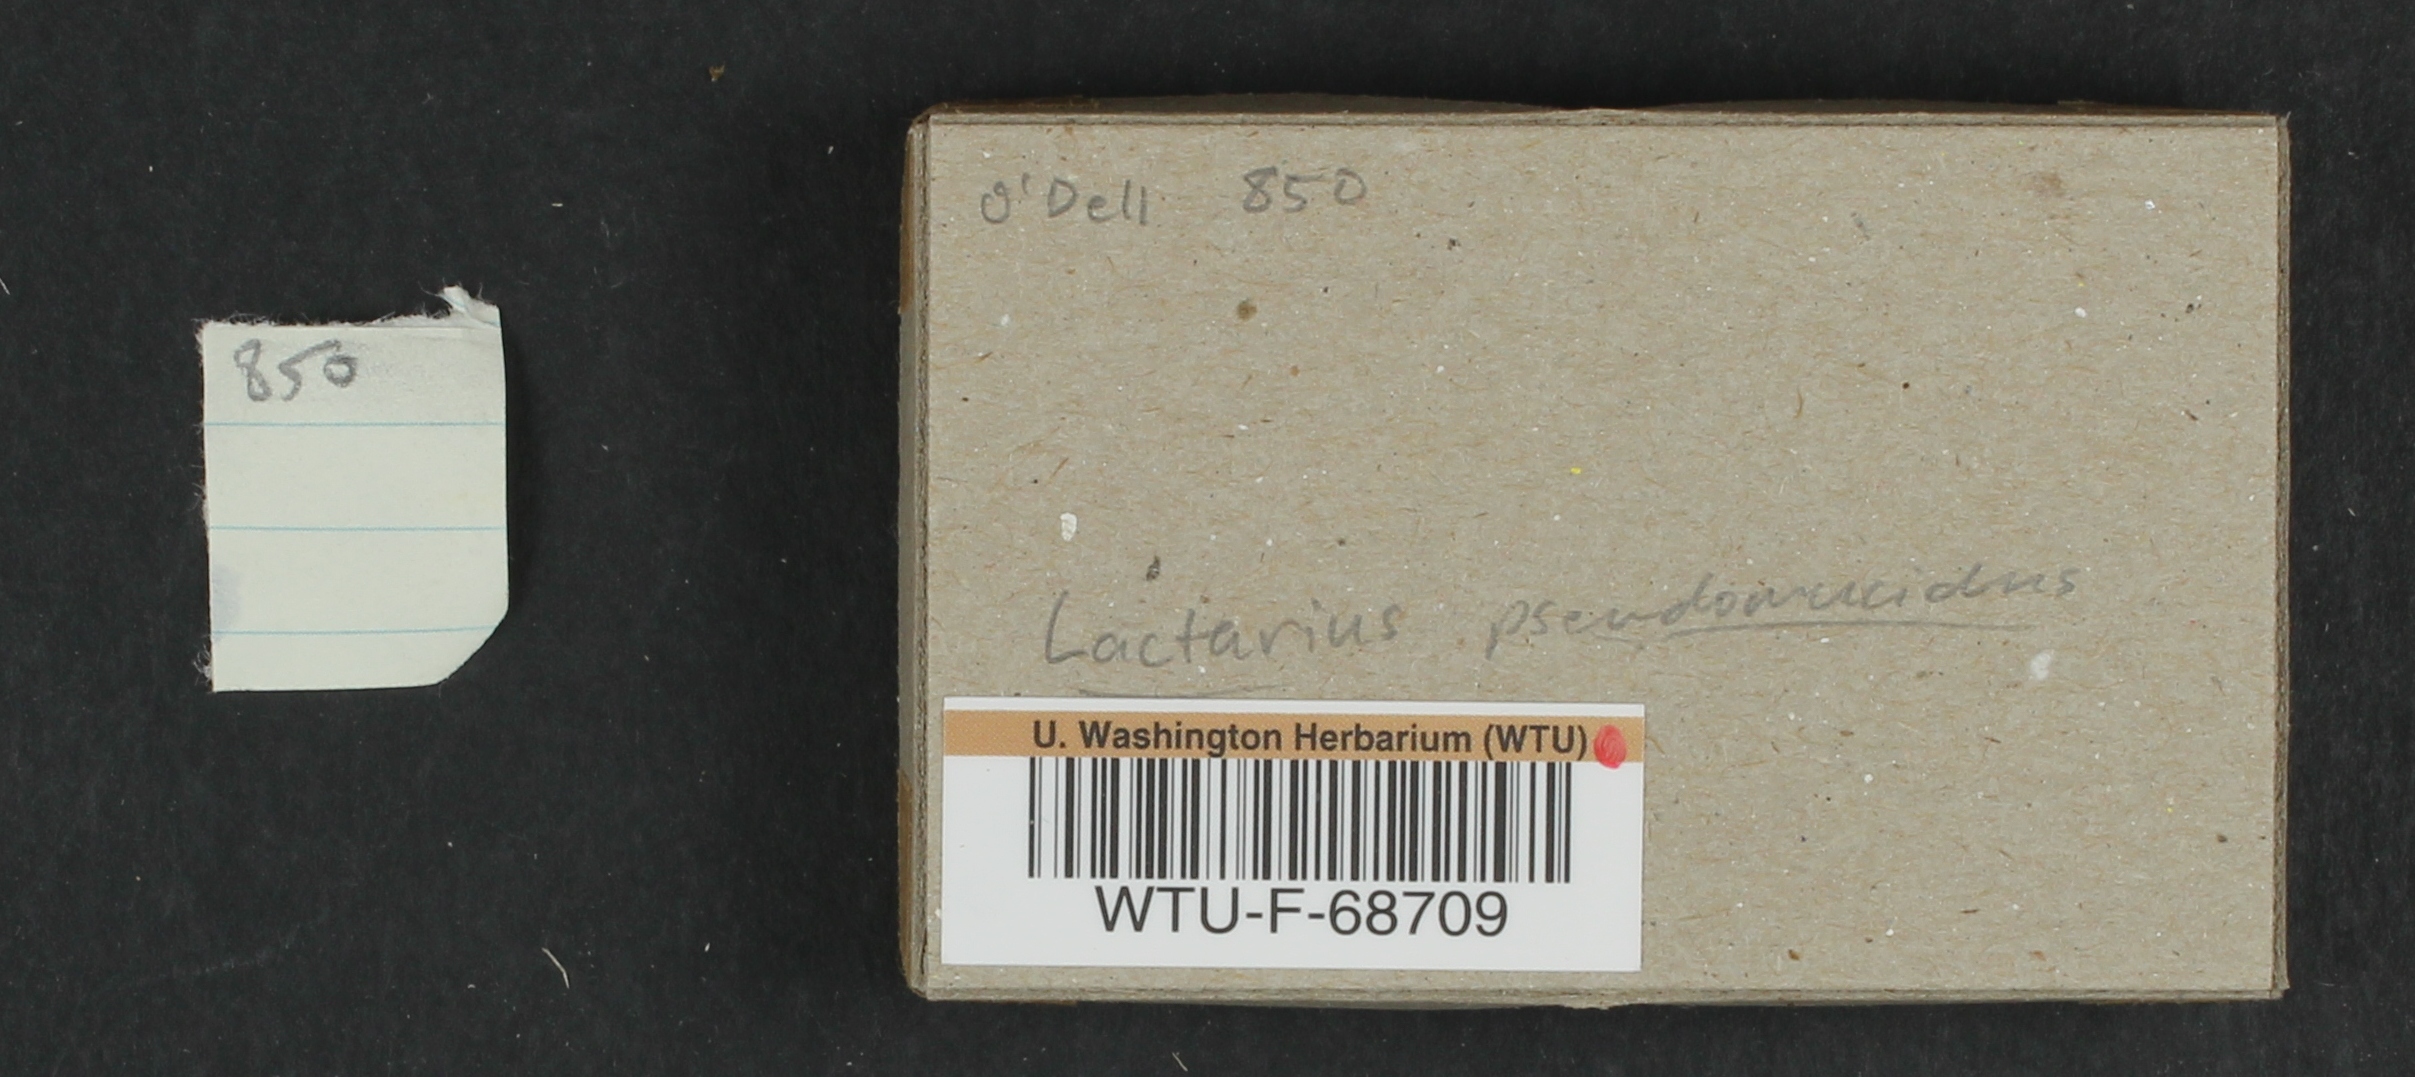 850
O'Dell 850
Lactarius pseudomucidus
U. Washington Herbarium (WTU)
WTU-F-68709